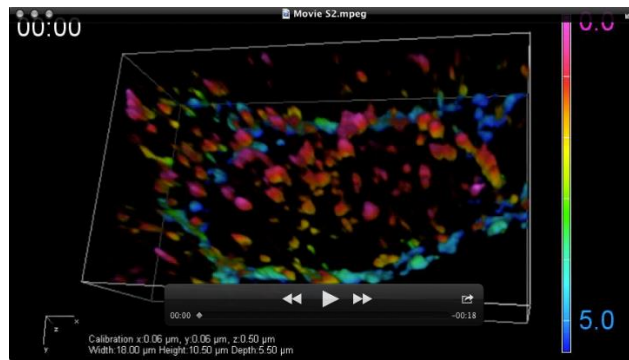 Movie S2.mpeg
00:00
0.0
5.0
00:00
-00:18
x
z
Y
Calibration x:0.06 µm, y:0.06 µm, z:0.50 µm
Width:18.00 µm Height:10.50 µm Depth:5.50 µm